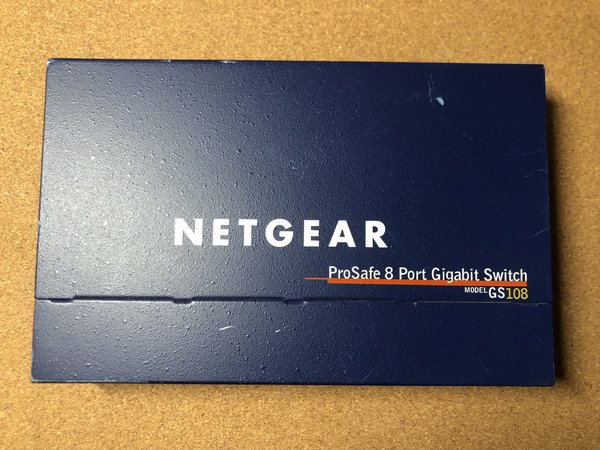 NETGEAR
ProSafe 8 Port Gigabit Switch
MODEL GS108